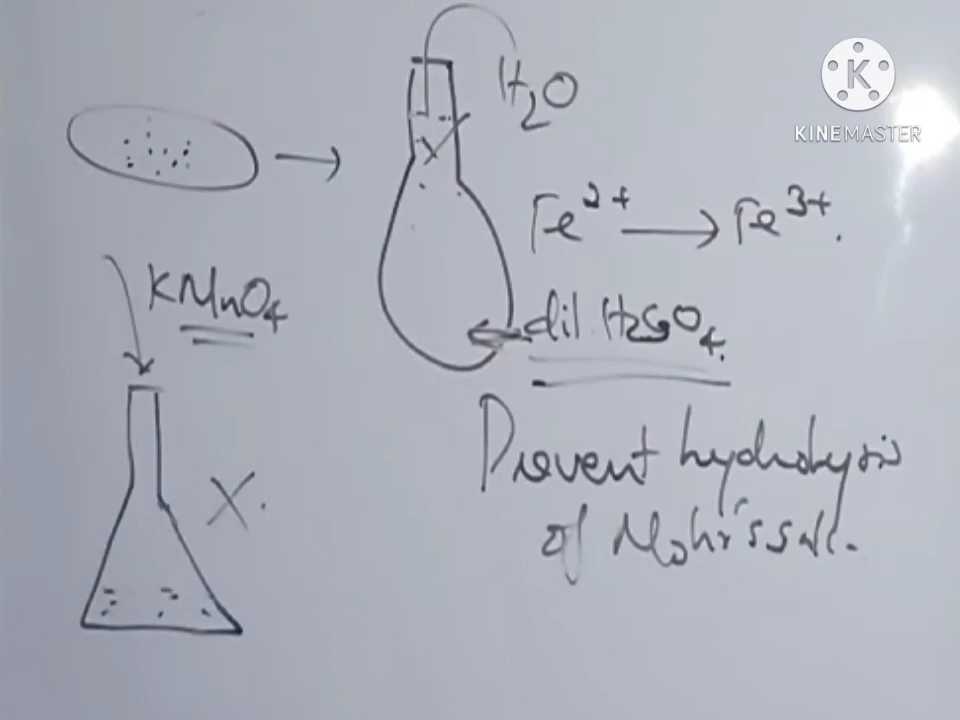 H2O
K
KINEMASTER
Fe2+ → Fe3+.
KMnO4
dil H2SO4.
X.
Prevent hydrolysis
of Mohr's salt.